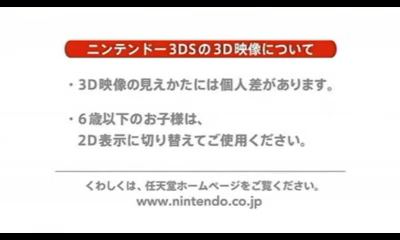 ニンテンドー3DSの3D映像について
・3D映像の見えかたには個人差があります。
・6歳以下のお子様は、
2D表示に切り替えてご使用ください。
くわしくは、任天堂ホームページをご覧ください。
www.nintendo.co.jp